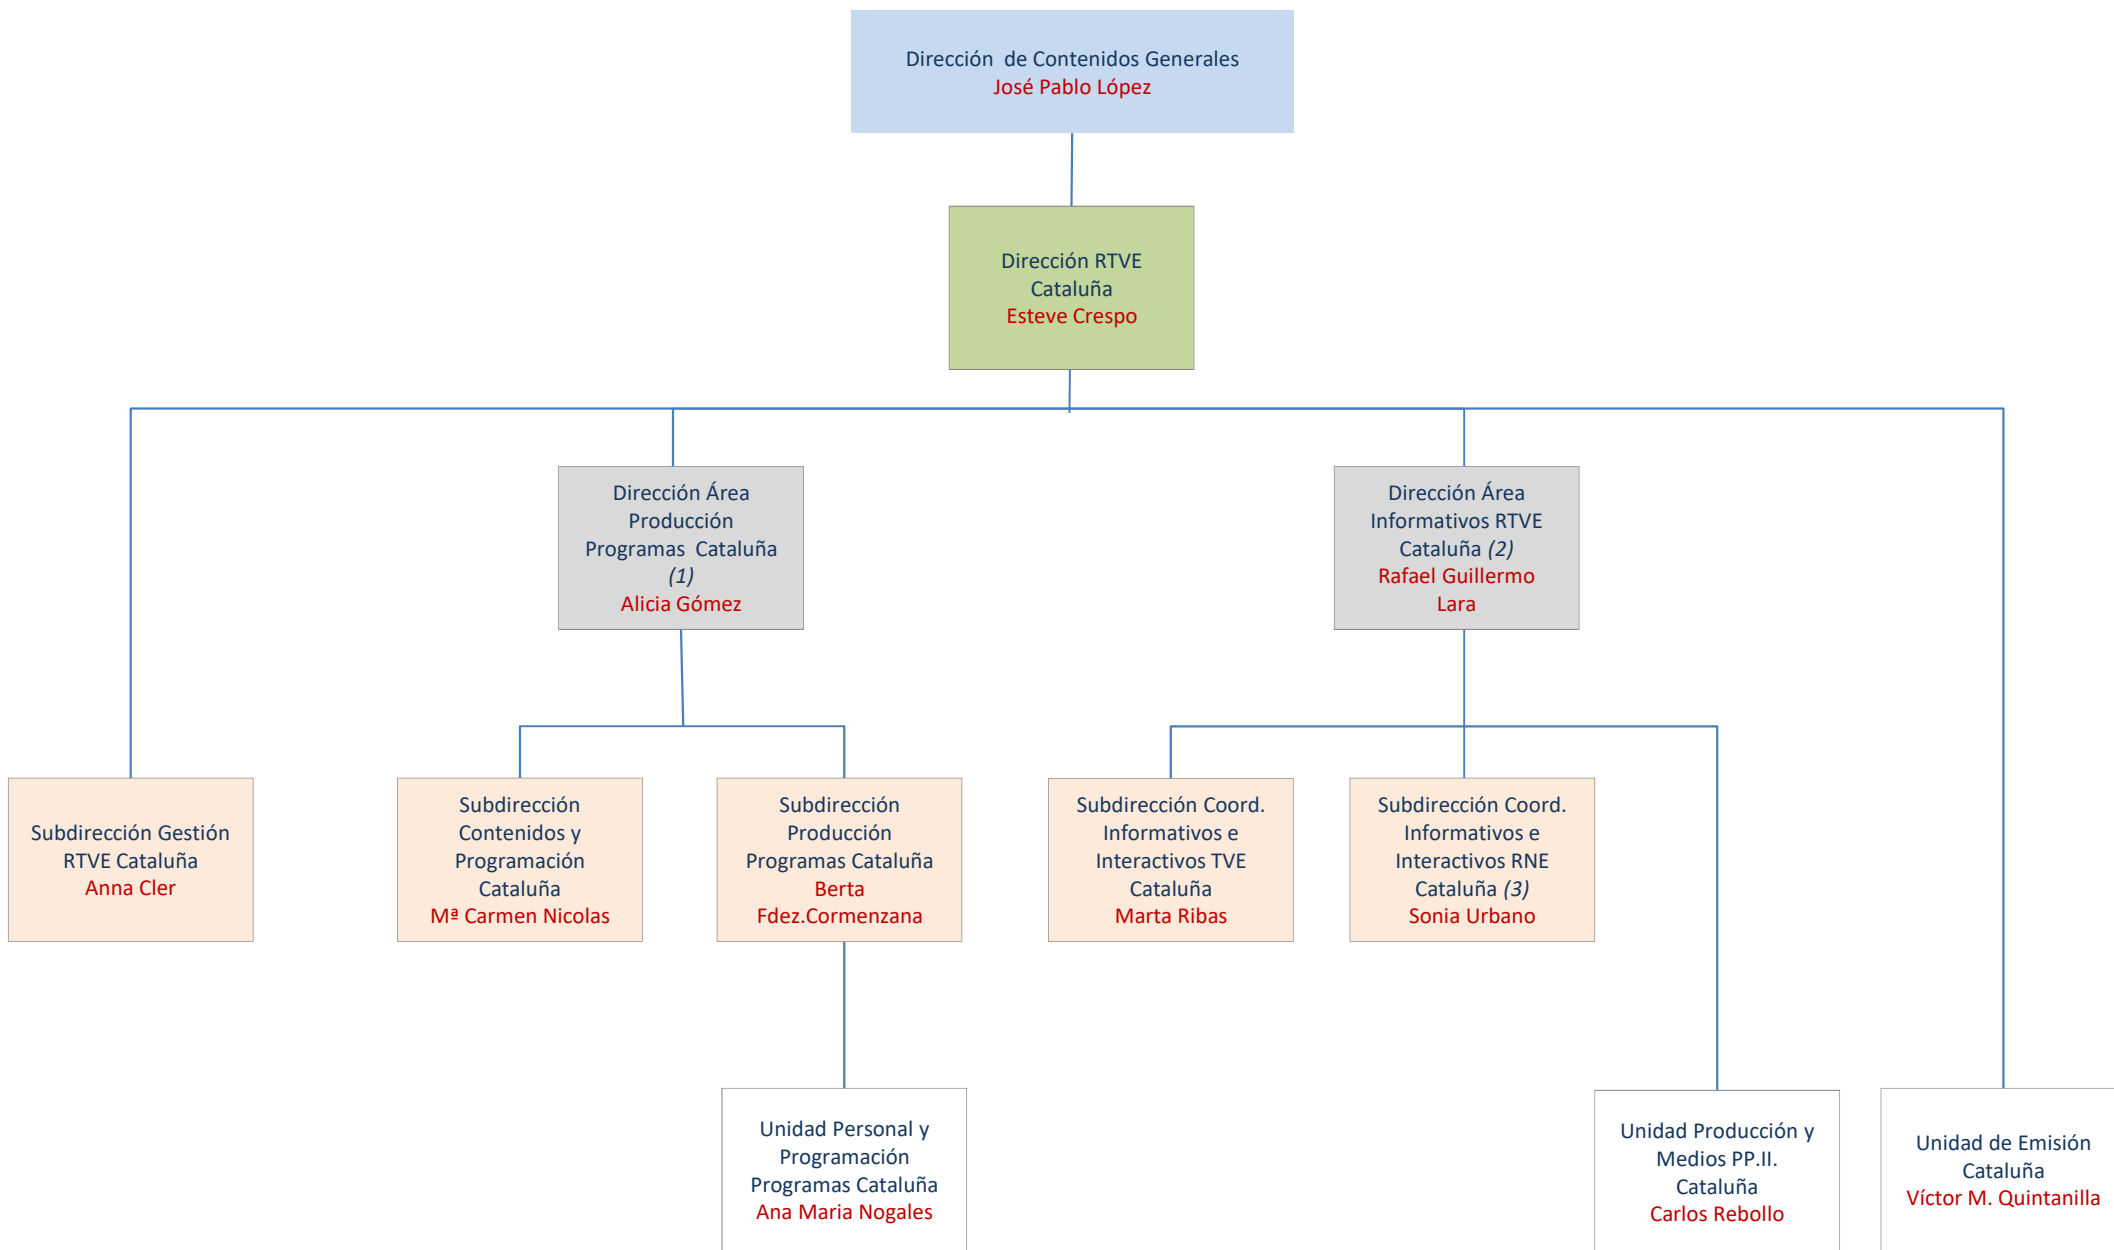 Dirección  de Contenidos Generales
José Pablo López
Dirección RTVE
Cataluña
Esteve Crespo
Dirección Área
Producción
Programas  Cataluña
(1)
Alicia Gómez
Dirección Área
Informativos RTVE
Cataluña (2)
Rafael Guillermo
Lara
Subdirección Gestión
RTVE Cataluña
Anna Cler
Subdirección
Contenidos y
Programación
Cataluña
Mª Carmen Nicolas
Subdirección
Producción
Programas Cataluña
Berta
Fdez.Cormenzana
Subdirección Coord.
Informativos e
Interactivos TVE
Cataluña
Marta Ribas
Subdirección Coord.
Informativos e
Interactivos RNE
Cataluña (3)
Sonia Urbano
Unidad Personal y
Programación
Programas Cataluña
Ana Maria Nogales
Unidad Producción y
Medios PP.II.
Cataluña
Carlos Rebollo
Unidad de Emisión
Cataluña
Víctor M. Quintanilla